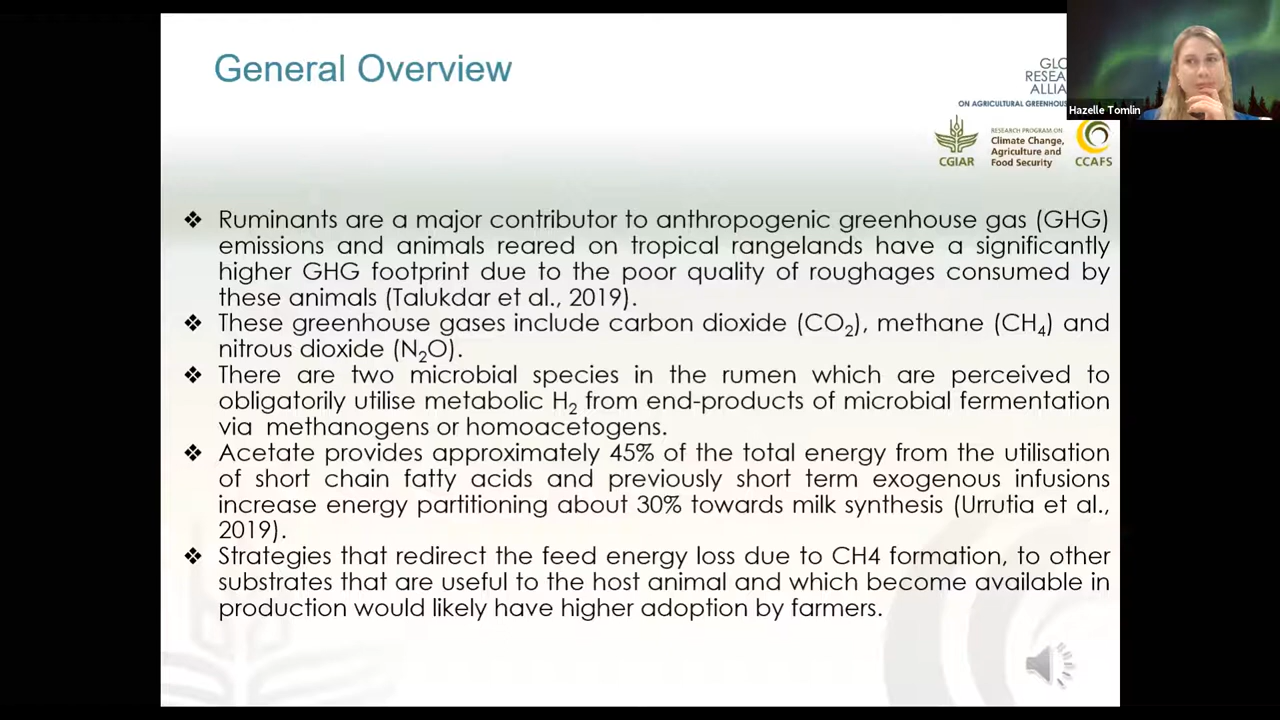 General Overview
GLO
RESEA
ALLIA
ON AGRICULTURAL GREENHOUS
Hazelle Tomlin
CGIAR
RESEARCH PROGRAM ON
Climate Change,
Agriculture and
Food Security
CCAFS
❖ Ruminants are a major contributor to anthropogenic greenhouse gas (GHG)
emissions and animals reared on tropical rangelands have a significantly
higher GHG footprint due to the poor quality of roughages consumed by
these animals (Talukdar et al., 2019).
❖ These greenhouse gases include carbon dioxide (CO₂), methane (CH₄) and
nitrous dioxide (N₂O).
❖ There are two microbial species in the rumen which are perceived to
obligatorily utilise metabolic H₂ from end-products of microbial fermentation
via methanogens or homoacetogens.
❖ Acetate provides approximately 45% of the total energy from the utilisation
of short chain fatty acids and previously short term exogenous infusions
increase energy partitioning about 30% towards milk synthesis (Urrutia et al.,
2019).
❖ Strategies that redirect the feed energy loss due to CH4 formation, to other
substrates that are useful to the host animal and which become available in
production would likely have higher adoption by farmers.